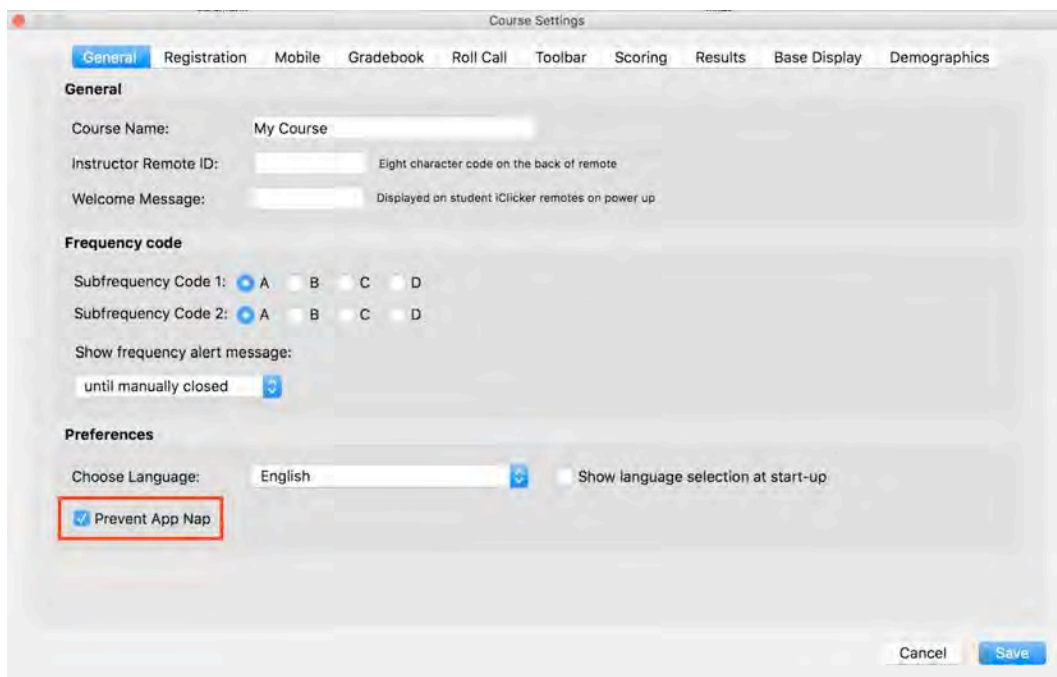 Course Settings
General Registration Mobile Gradebook Roll Call Toolbar Scoring Results Base Display Demographics
General
Course Name: My Course
Instructor Remote ID: Eight character code on the back of remote
Welcome Message: Displayed on student iClicker remotes on power up
Frequency code
Subfrequency Code 1: A B C D
Subfrequency Code 2: A B C D
Show frequency alert message:
until manually closed
Preferences
Choose Language: English Show language selection at start-up
Prevent App Nap
Cancel Save